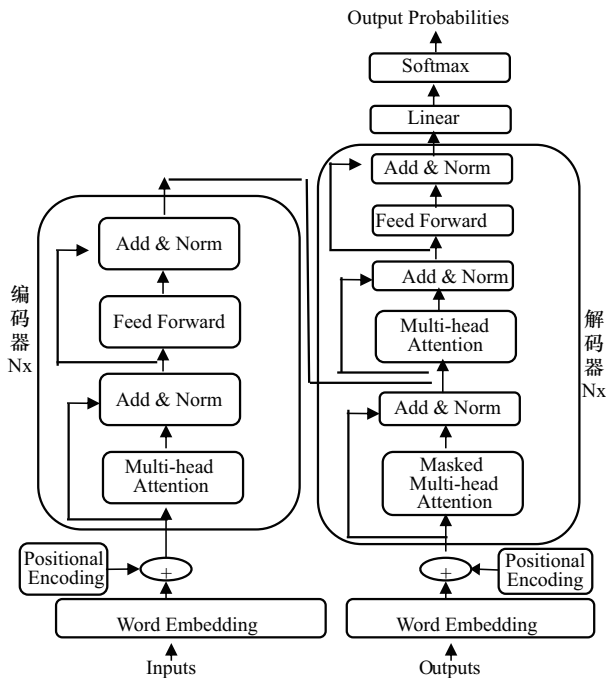 Output Probabilities
Softmax
Linear
Add & Norm
Feed Forward
Add & Norm
Multi-head
Attention
Add & Norm
Masked
Multi-head
Attention
解
码
器
Nx
Positional
Encoding
+
Word Embedding
Outputs
Add & Norm
Feed Forward
Add & Norm
Multi-head
Attention
编
码
器
Nx
Positional
Encoding
+
Word Embedding
Inputs